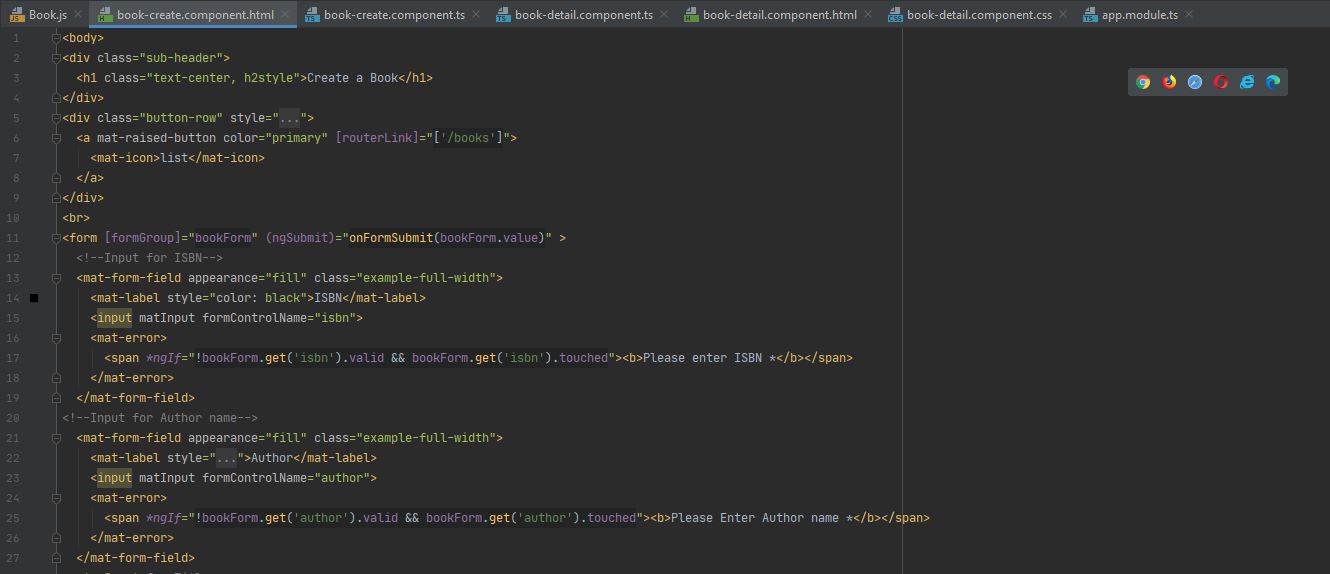 Book.js book-create.component.html book-create.component.ts book-detail.component.ts book-detail.component.html book-detail.component.css app.module.ts
1 <body>
2 <div class="sub-header">
3 <h1 class="text-center, h2style">Create a Book</h1>
4 </div>
5 <div class="button-row" style="...">
6 <a mat-raised-button color="primary" [routerLink]="['/books']">
7 <mat-icon>list</mat-icon>
8 </a>
9 </div>
10 <br>
11 <form [formGroup]="bookForm" (ngSubmit)="onFormSubmit(bookForm.value)" >
12 <!--Input for ISBN-->
13 <mat-form-field appearance="fill" class="example-full-width">
14 <mat-label style="color: black">ISBN</mat-label>
15 <input matInput formControlName="isbn">
16 <mat-error>
17 <span *ngIf="!bookForm.get('isbn').valid && bookForm.get('isbn').touched"><b>Please enter ISBN *</b></span>
18 </mat-error>
19 </mat-form-field>
20 <!--Input for Author name-->
21 <mat-form-field appearance="fill" class="example-full-width">
22 <mat-label style="...">Author</mat-label>
23 <input matInput formControlName="author">
24 <mat-error>
25 <span *ngIf="!bookForm.get('author').valid && bookForm.get('author').touched"><b>Please Enter Author name *</b></span>
26 </mat-error>
27 </mat-form-field>